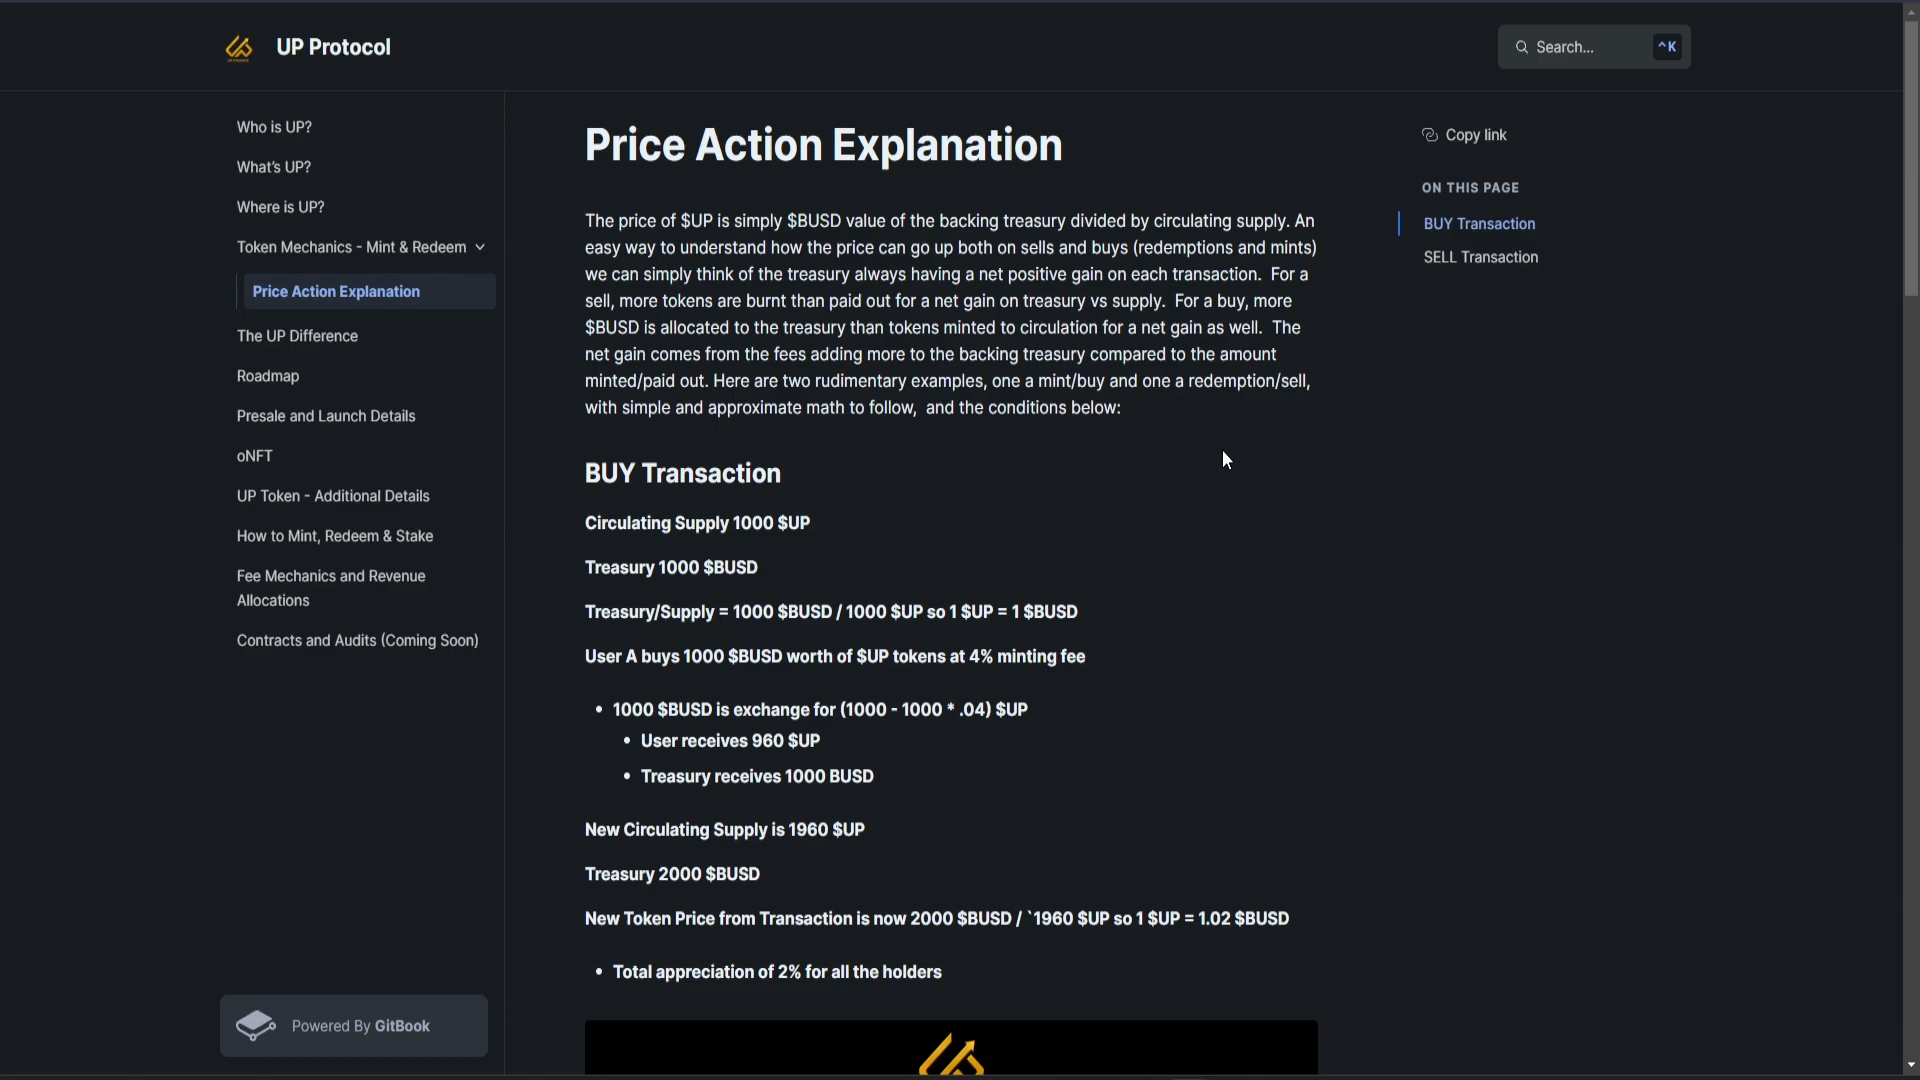 UP Protocol
Search...
^K
Who is UP?
What's UP?
Where is UP?
Token Mechanics - Mint & Redeem
Price Action Explanation
The UP Difference
Roadmap
Presale and Launch Details
oNFT
UP Token - Additional Details
How to Mint, Redeem & Stake
Fee Mechanics and Revenue
Allocations
Contracts and Audits (Coming Soon)
Powered By GitBook
Price Action Explanation
The price of $UP is simply $BUSD value of the backing treasury divided by circulating supply. An
easy way to understand how the price can go up both on sells and buys (redemptions and mints)
we can simply think of the treasury always having a net positive gain on each transaction. For a
sell, more tokens are burnt than paid out for a net gain on treasury vs supply. For a buy, more
$BUSD is allocated to the treasury than tokens minted to circulation for a net gain as well. The
net gain comes from the fees adding more to the backing treasury compared to the amount
minted/paid out. Here are two rudimentary examples, one a mint/buy and one a redemption/sell,
with simple and approximate math to follow, and the conditions below:
BUY Transaction
Circulating Supply 1000 $UP
Treasury 1000 $BUSD
Treasury/Supply = 1000 $BUSD / 1000 $UP so 1 $UP = 1 $BUSD
User A buys 1000 $BUSD worth of $UP tokens at 4% minting fee
• 1000 $BUSD is exchange for (1000 - 1000 * .04) $UP
• User receives 960 $UP
• Treasury receives 1000 BUSD
New Circulating Supply is 1960 $UP
Treasury 2000 $BUSD
New Token Price from Transaction is now 2000 $BUSD / `1960 $UP so 1 $UP = 1.02 $BUSD
• Total appreciation of 2% for all the holders
Copy link
ON THIS PAGE
BUY Transaction
SELL Transaction